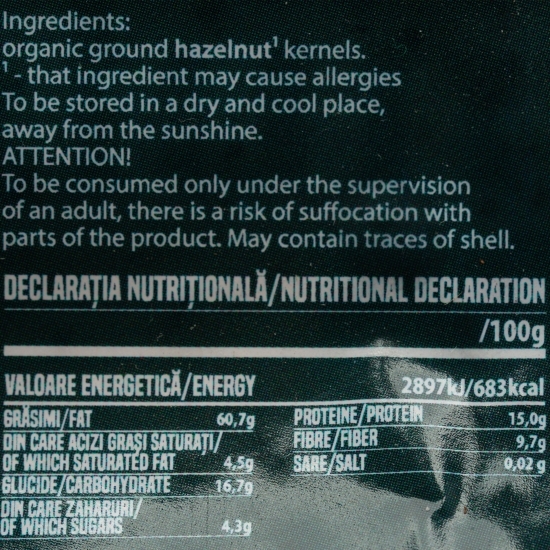 Ingredients:
organic ground hazelnut¹ kernels.
¹ - that ingredient may cause allergies
To be stored in a dry and cool place,
away from the sunshine.
ATTENTION!
To be consumed only under the supervision
of an adult, there is a risk of suffocation with
parts of the product. May contain traces of shell.
DECLARAȚIA NUTRIȚIONALĂ/NUTRITIONAL DECLARATION
/100g
VALOARE ENERGETICĂ/ENERGY 2897kJ/683kcal
GRĂSIMI/FAT 60,7g
DIN CARE ACIZI GRAȘI SATURAȚI/
OF WHICH SATURATED FAT 4,5g
GLUCIDE/CARBOHYDRATE 16,7g
DIN CARE ZAHARURI/
OF WHICH SUGARS 4,3g
PROTEINE/PROTEIN 15,0g
FIBRE/FIBER 9,7g
SARE/SALT 0,02 g